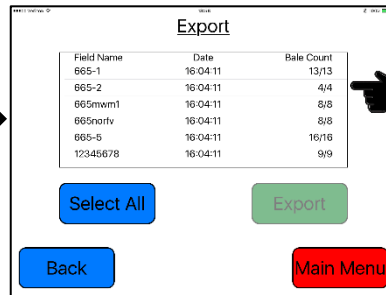 Export
Field Name Date Bale Count
665-1 16:04:11 13/13
665-2 16:04:11 4/4
665mwm1 16:04:11 8/8
665norfv 16:04:11 8/8
665-5 16:04:11 16/16
12345678 16:04:11 9/9
Select All Export
Back Main Menu